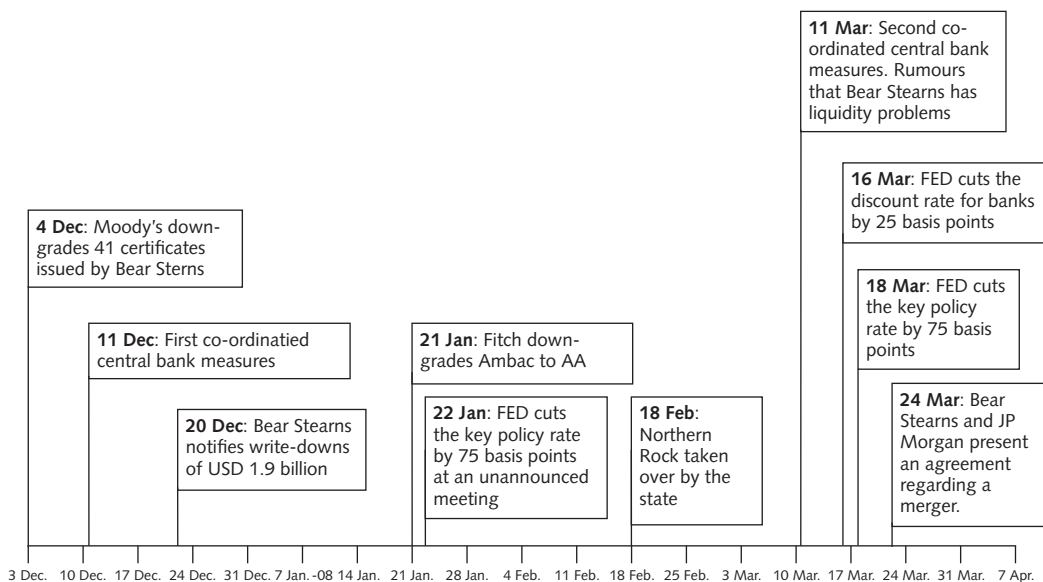 11 Mar: Second co-
ordinated central bank
measures. Rumours
that Bear Stearns has
liquidity problems
16 Mar: FED cuts the
discount rate for banks
by 25 basis points
4 Dec: Moody's down-
grades 41 certificates
issued by Bear Sterns
18 Mar: FED cuts
the key policy
rate by 75 basis
points
11 Dec: First co-ordinatied
central bank measures
21 Jan: Fitch down-
grades Ambac to AA
20 Dec: Bear Stearns
notifies write-downs
of USD 1.9 billion
22 Jan: FED cuts
the key policy rate
by 75 basis points
at an unannounced
meeting
18 Feb:
Northern
Rock taken
over by the
state
24 Mar: Bear
Stearns and JP
Morgan present
an agreement
regarding a
merger.
3 Dec. 10 Dec. 17 Dec. 24 Dec. 31 Dec. 7 Jan. -08 14 Jan. 21 Jan. 28 Jan. 4 Feb. 11 Feb. 18 Feb. 25 Feb. 3 Mar. 10 Mar. 17 Mar. 24 Mar. 31 Mar. 7 Apr.